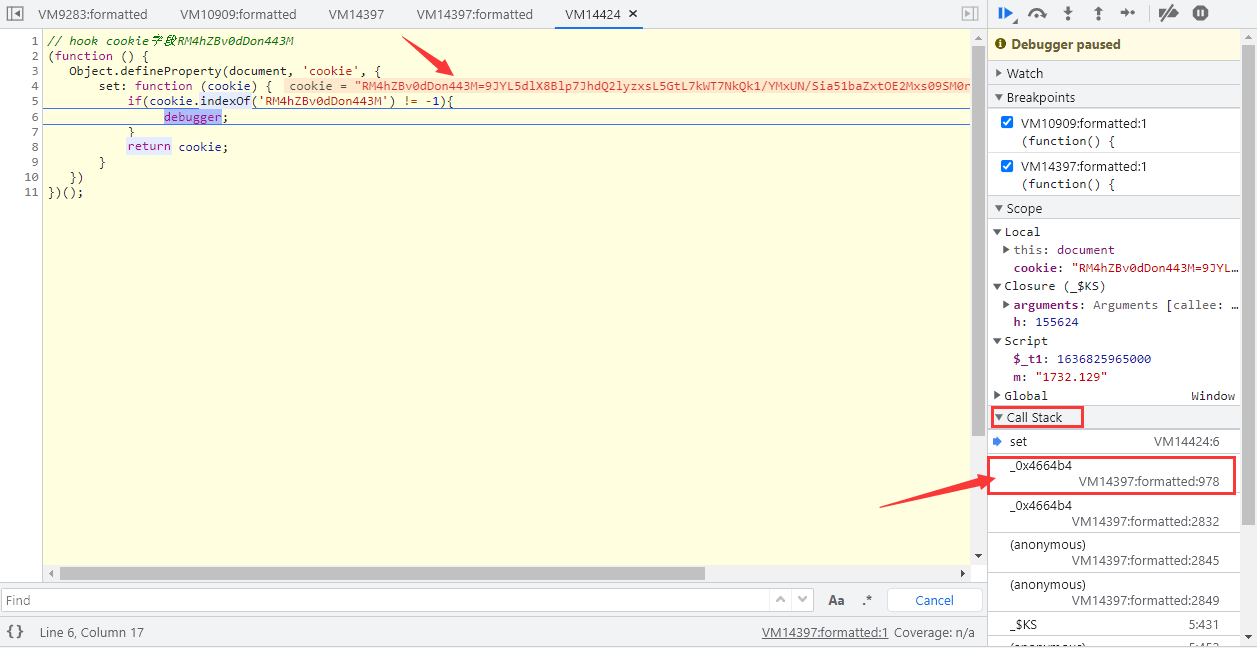 VM9283:formatted VM10909:formatted VM14397 VM14397:formatted VM14424 ×
1 // hook cookie字段RM4hZBv0dDon443M
2 (function () {
3 Object.defineProperty(document, 'cookie', {
4 set: function (cookie) { cookie = "RM4hZBv0dDon443M=9JYL5dlX8Blp7JhdQ2lyzxsL5GtL7kWT7NkQk1/YMxUN/Sia51baZxtOE2Mxs09SM0r
5 if(cookie.indexOf('RM4hZBv0dDon443M') != -1){
6 debugger;
7 }
8 return cookie;
9 }
10 })
11 })();
Find
Aa .* Cancel
{} Line 6, Column 17 VM14397:formatted:1 Coverage: n/a
Debugger paused
Watch
Breakpoints
VM10909:formatted:1
(function() {
VM14397:formatted:1
(function() {
Scope
Local
this: document
cookie: "RM4hZBv0dDon443M=9JYL…
Closure (_$KS)
arguments: Arguments [callee: …
h: 155624
Script
$_t1: 1636825965000
m: "1732.129"
Global Window
Call Stack
set VM14424:6
_0x4664b4
VM14397:formatted:978
_0x4664b4
VM14397:formatted:2832
(anonymous)
VM14397:formatted:2845
(anonymous)
VM14397:formatted:2849
_$KS 5:431
(anonymous) 5:452